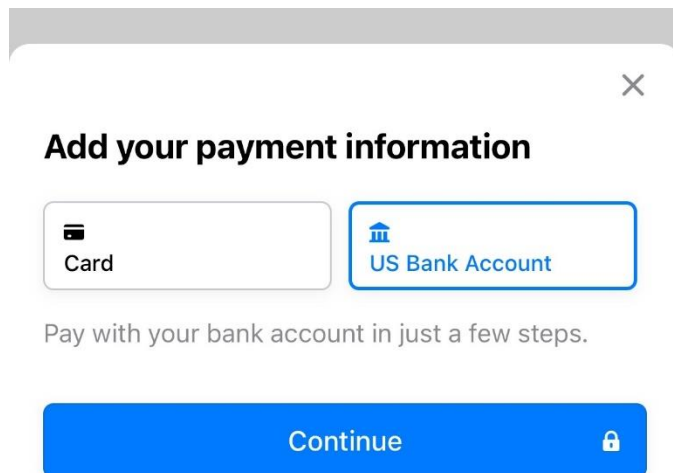 Add your payment information
Card
US Bank Account
Pay with your bank account in just a few steps.
Continue